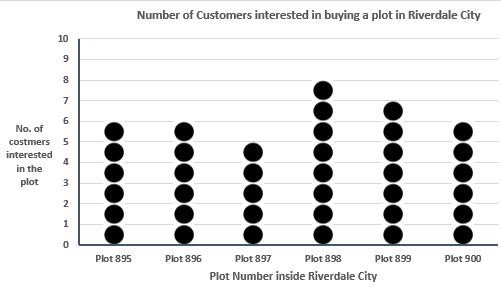 Number of Customers interested in buying a plot in Riverdale City
10
9
8
7
6
5
4
3
2
1
0
No. of
costmers
interested
in the
plot
Plot 895 Plot 896 Plot 897 Plot 898 Plot 899 Plot 900
Plot Number inside Riverdale City